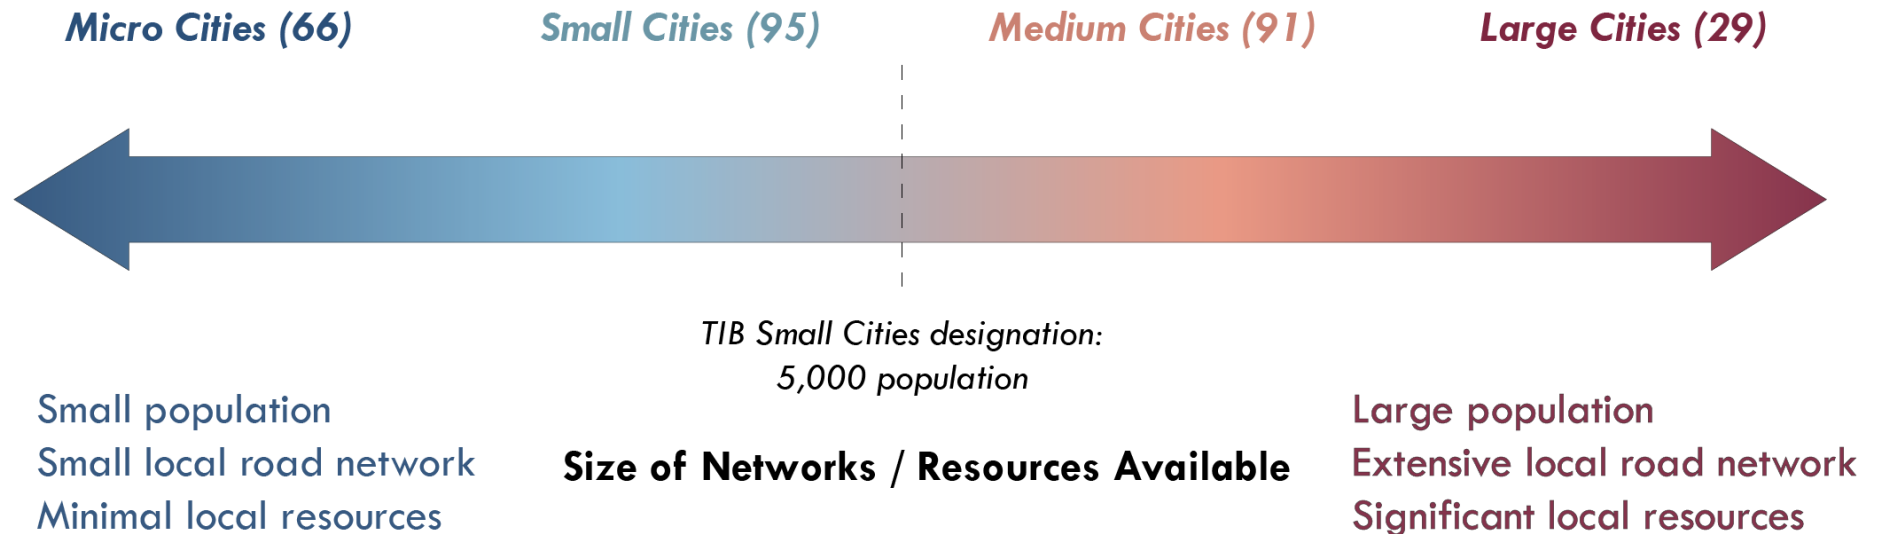 Micro Cities (66)
Small Cities (95)
Medium Cities (91)
Large Cities (29)
TIB Small Cities designation:
5,000 population
Small population
Small local road network
Minimal local resources
Size of Networks / Resources Available
Large population
Extensive local road network
Significant local resources